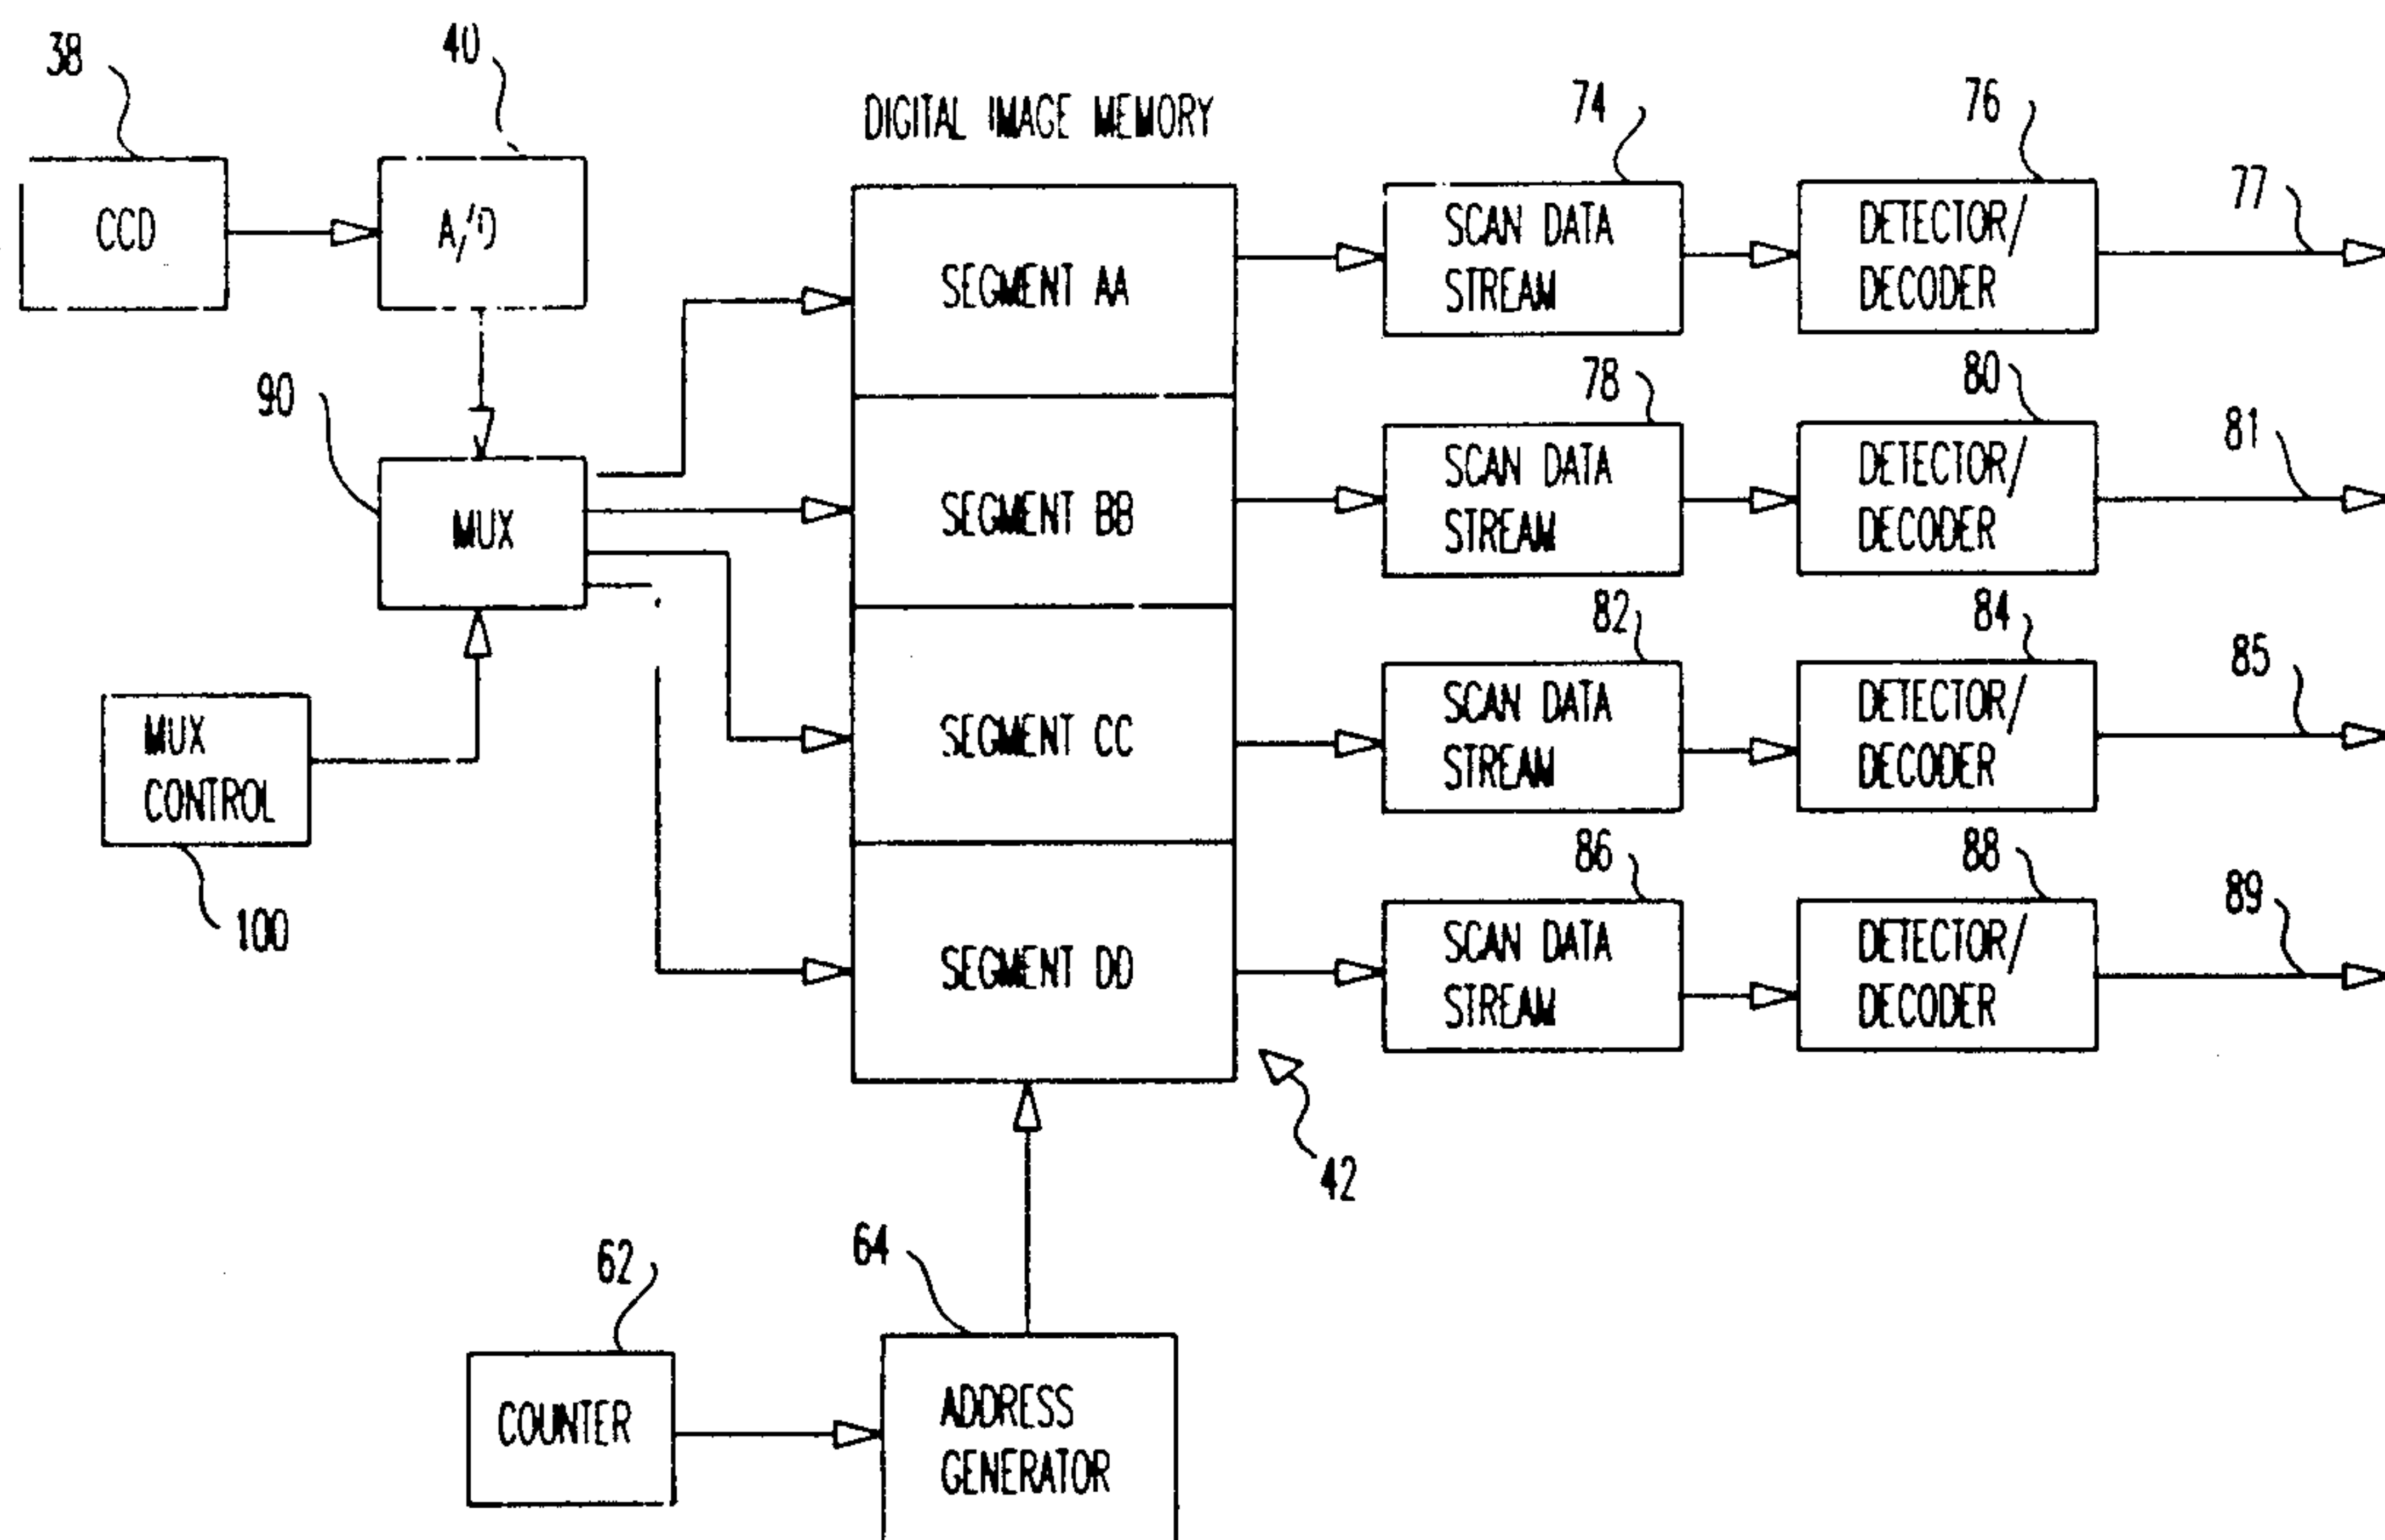 38
40
DIGITAL IMAGE MEMORY
74
76
77
CCD
A/D
SEGMENT AA
SCAN DATA
STREAM
DETECTOR/
DECODER
90
78
80
81
MUX
SEGMENT BB
SCAN DATA
STREAM
DETECTOR/
DECODER
82
84
85
MUX
CONTROL
SEGMENT CC
SCAN DATA
STREAM
DETECTOR/
DECODER
100
86
88
89
SEGMENT DD
SCAN DATA
STREAM
DETECTOR/
DECODER
42
62
64
COUNTER
ADDRESS
GENERATOR